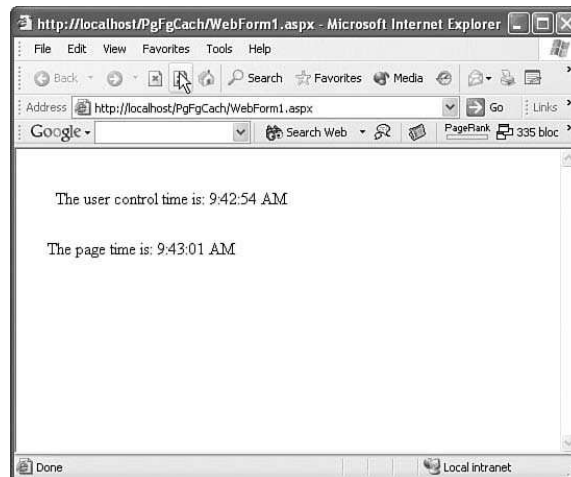 http://localhost/PgFgCach/WebForm1.aspx - Microsoft Internet Explorer
File Edit View Favorites Tools Help
Back Search Favorites Media
Address http://localhost/PgFgCach/WebForm1.aspx Go Links »
Google Search Web PageRank 335 bloc »
The user control time is: 9:42:54 AM
The page time is: 9:43:01 AM
Done Local intranet